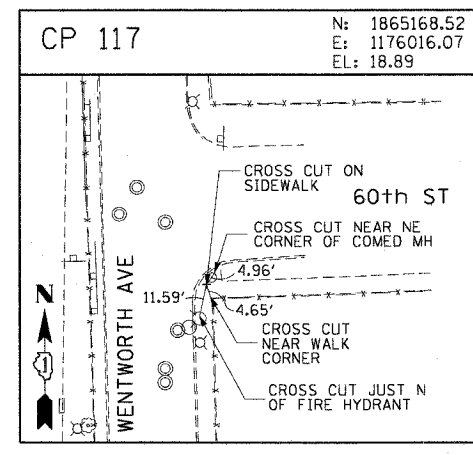 CP 117
N: 1865168.52
E: 1176016.07
EL: 18.89
CROSS CUT ON
SIDEWALK
60th ST
CROSS CUT NEAR NE
CORNER OF COMED MH
4.96'
11.59'
4.65'
CROSS CUT
NEAR WALK
CORNER
CROSS CUT JUST N
OF FIRE HYDRANT
WENTWORTH AVE
N
1